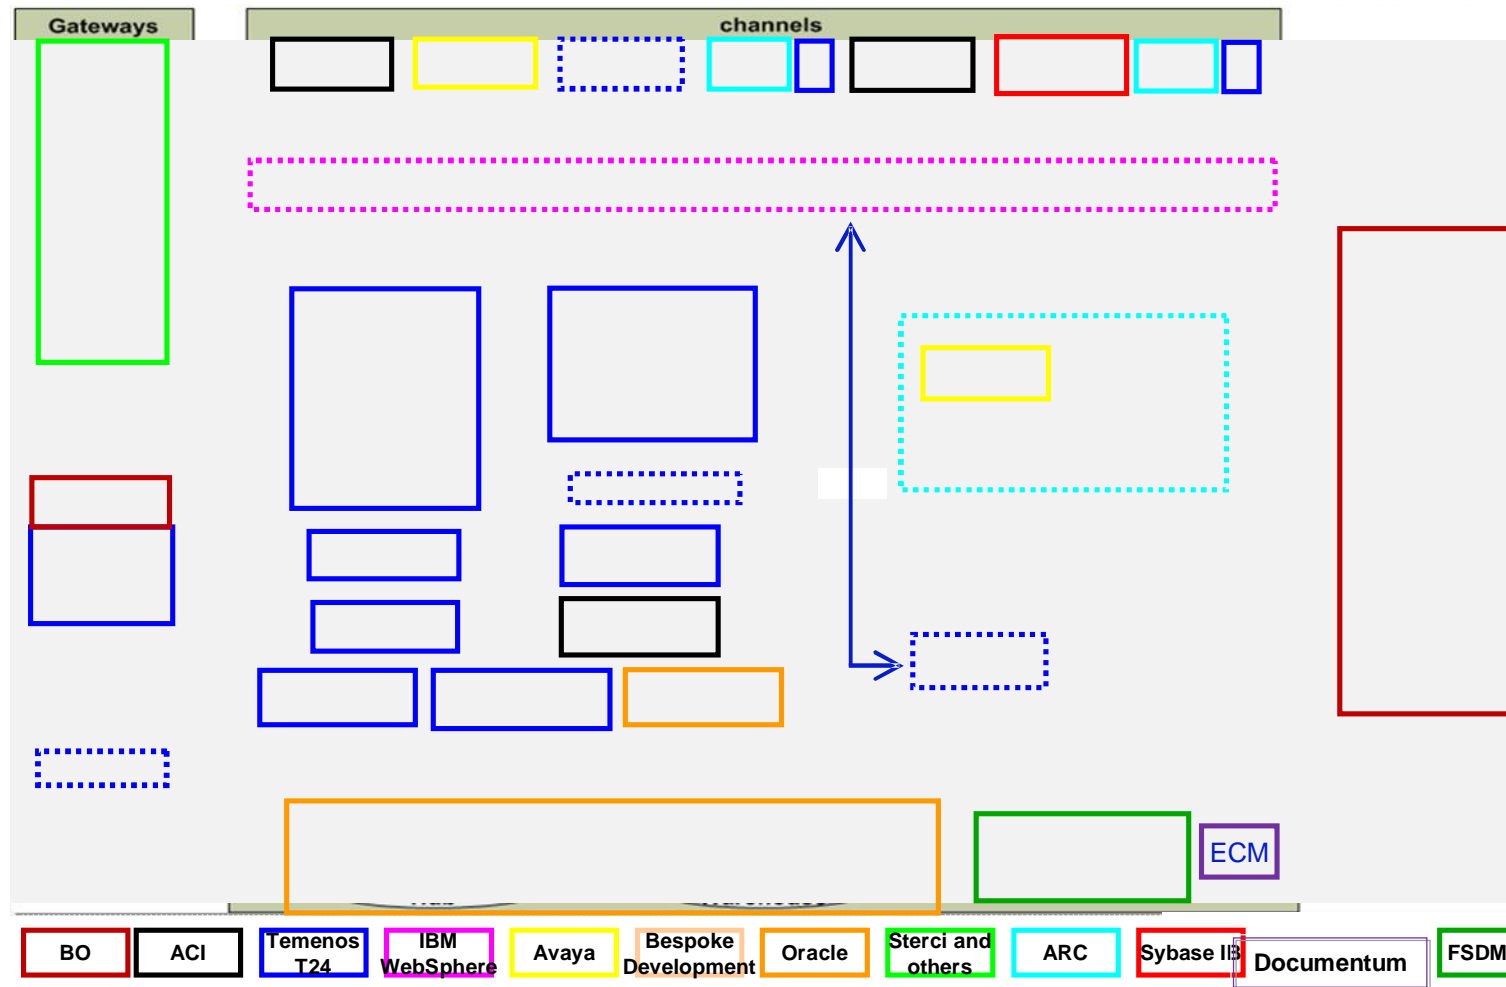 Gateways
channels
ECM
BO
ACI
Temenos
T24
IBM
WebSphere
Avaya
Bespoke
Development
Oracle
Sterci and
others
ARC
Sybase IB
Documentum
FSDM